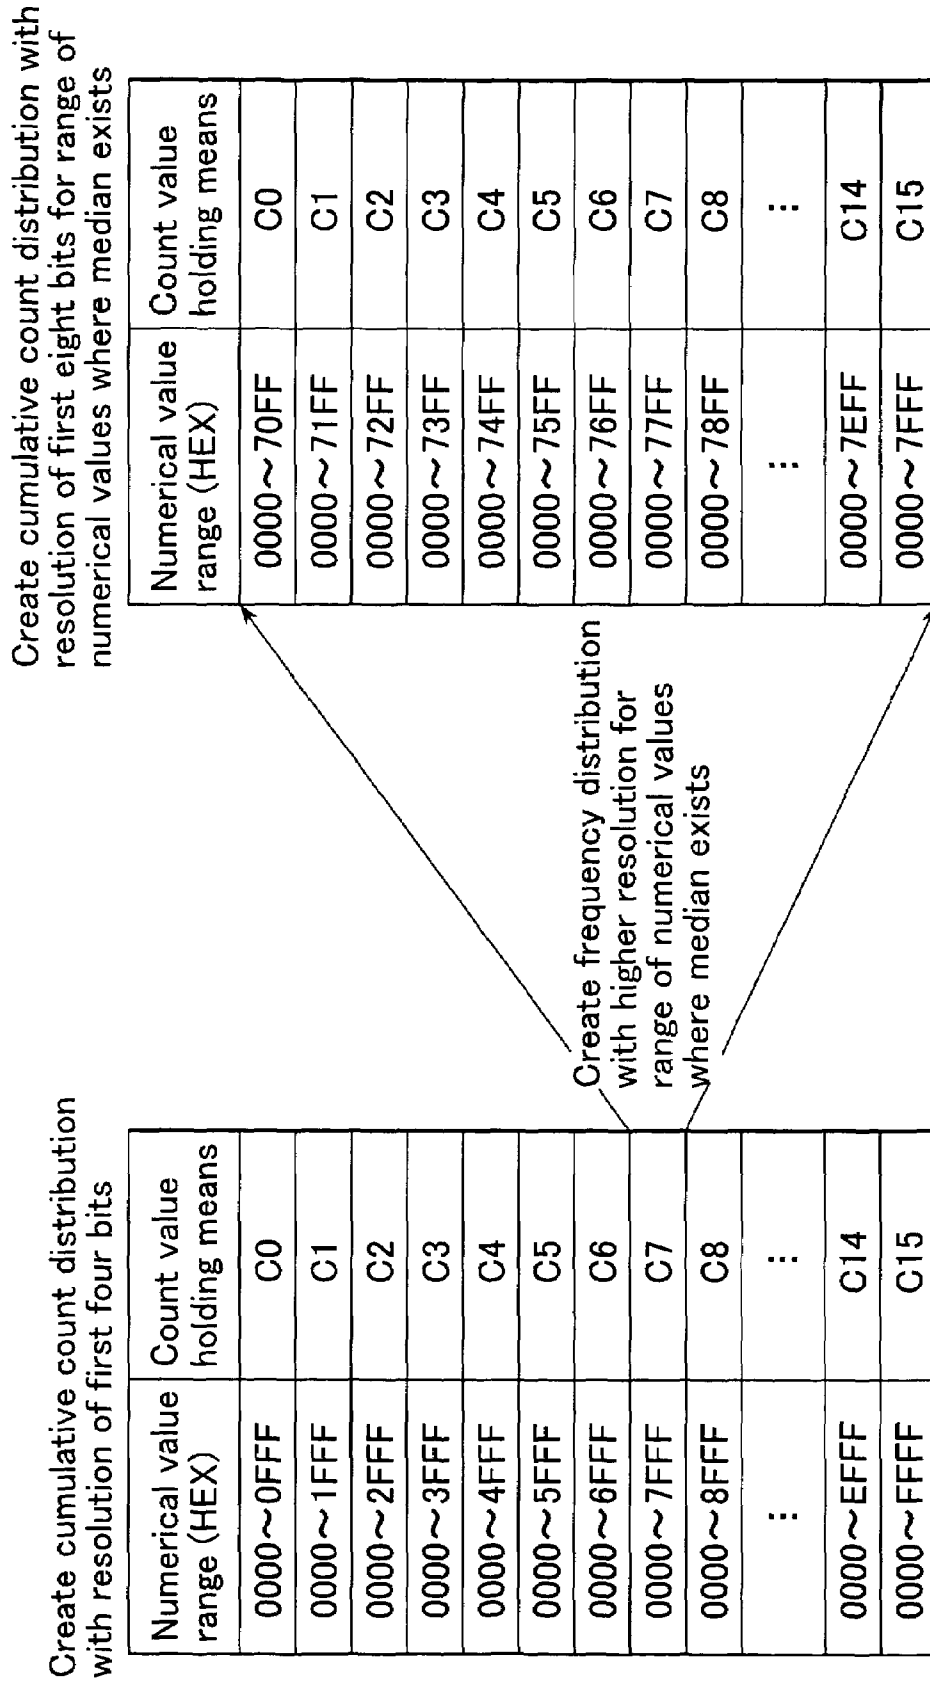 Create cumulative count distribution
with resolution of first four bits
Numerical value
range (HEX)
Count value
holding means
0000~0FFF C0
0000~1FFF C1
0000~2FFF C2
0000~3FFF C3
0000~4FFF C4
0000~5FFF C5
0000~6FFF C6
0000~7FFF C7
0000~8FFF C8
⋮ ⋮
0000~EFFF C14
0000~FFFF C15
Create frequency distribution
with higher resolution for
range of numerical values
where median exists
Create cumulative count distribution with
resolution of first eight bits for range of
numerical values where median exists
Numerical value
range (HEX)
Count value
holding means
0000~70FF C0
0000~71FF C1
0000~72FF C2
0000~73FF C3
0000~74FF C4
0000~75FF C5
0000~76FF C6
0000~77FF C7
0000~78FF C8
⋮ ⋮
0000~7EFF C14
0000~7FFF C15